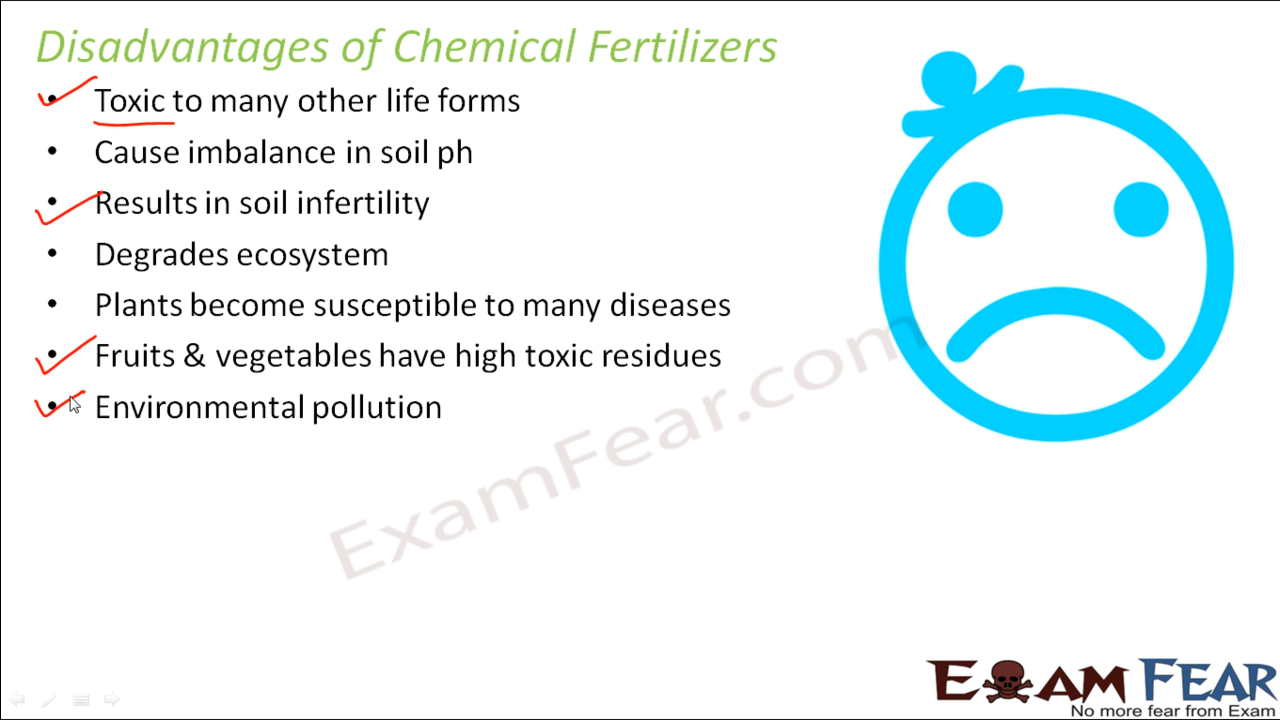 Disadvantages of Chemical Fertilizers
• Toxic to many other life forms
• Cause imbalance in soil ph
• Results in soil infertility
• Degrades ecosystem
• Plants become susceptible to many diseases
• Fruits & vegetables have high toxic residues
• Environmental pollution
ExamFear.com
EXAM FEAR
No more fear from Exam